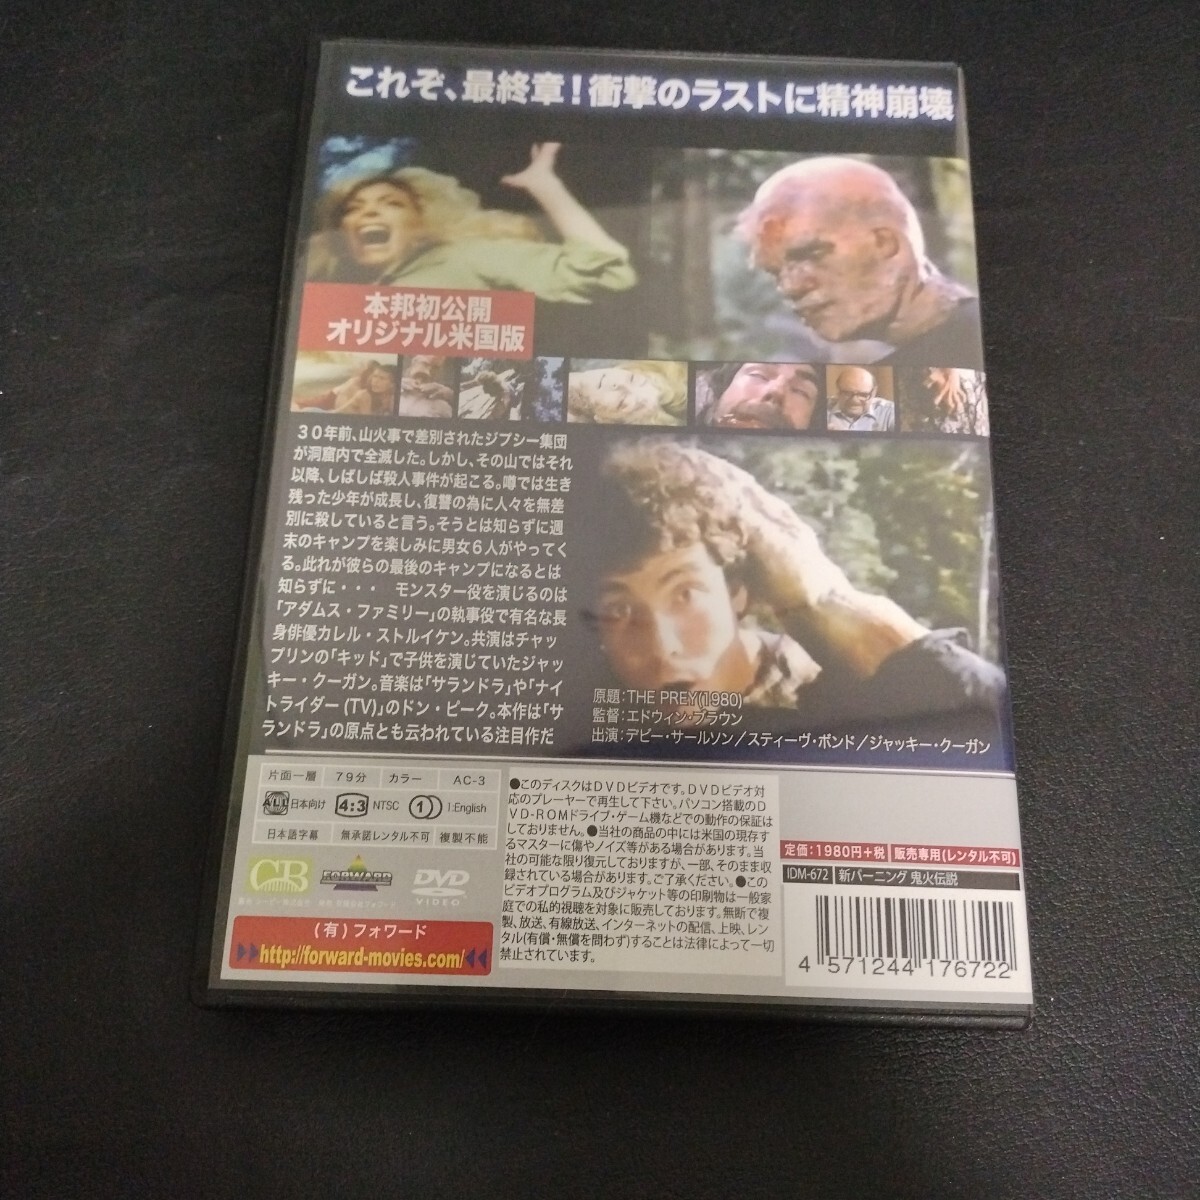 これぞ、最終章！衝撃のラストに精神崩壊
本邦初公開
オリジナル米国版
３０年前、山火事で差別されたジプシー集団
が洞窟内で全滅した。しかし、その山ではそれ
以降、しばしば殺人事件が起こる。噂では生き
残った少年が成長し、復讐の為に人々を無差
別に殺していると言う。そうとは知らずに週
末のキャンプを楽しみに男女６人がやってく
る。此れが彼らの最後のキャンプになるとは
知らずに・・・　モンスター役を演じるのは
「アダムス・ファミリー」の執事役で有名な長
身俳優カレル・ストルイケン。共演はチャッ
プリンの「キッド」で子供を演じていたジャッ
キー・クーガン。音楽は「サランドラ」や「ナイ
トライダー(TV)」のドン・ピーク。本作は「サ
ランドラ」の原点とも云われている注目作だ
原題：THE PREY(1980)
監督：エドウィン・ブラウン
出演：デビー・サールソン／スティーヴ・ボンド／ジャッキー・クーガン
片面一層 79分 カラー AC-3
ALL 日本向け 4:3 NTSC 1 1:English
日本語字幕 無承諾レンタル不可 複製不能
CB FORWARD DVD VIDEO
(有)フォワード
http://forward-movies.com/
●このディスクはDVDビデオです。DVDビデオ対
応のプレーヤーで再生して下さい。パソコン搭載のD
VD-ROMドライブ・ゲーム機などでの動作の保証は
しておりません。●当社の商品の中には米国の現存す
るマスターに傷やノイズ等がある場合があります。当
社の可能な限り復元しておりますが、一部、そのまま収
録されている場合があります。ご了承ください。●この
ビデオプログラム及びジャケット等の印刷物は一般家
庭での私的視聴を対象に販売しております。無断で複
製、放送、有線放送、インターネットの配信、上映、レン
タル(有償・無償を問わず)することは法律によって一切
禁止されています。
定価：1980円＋税 販売専用(レンタル不可)
IDM-672 新バーニング 鬼火伝説
4 571244 176722